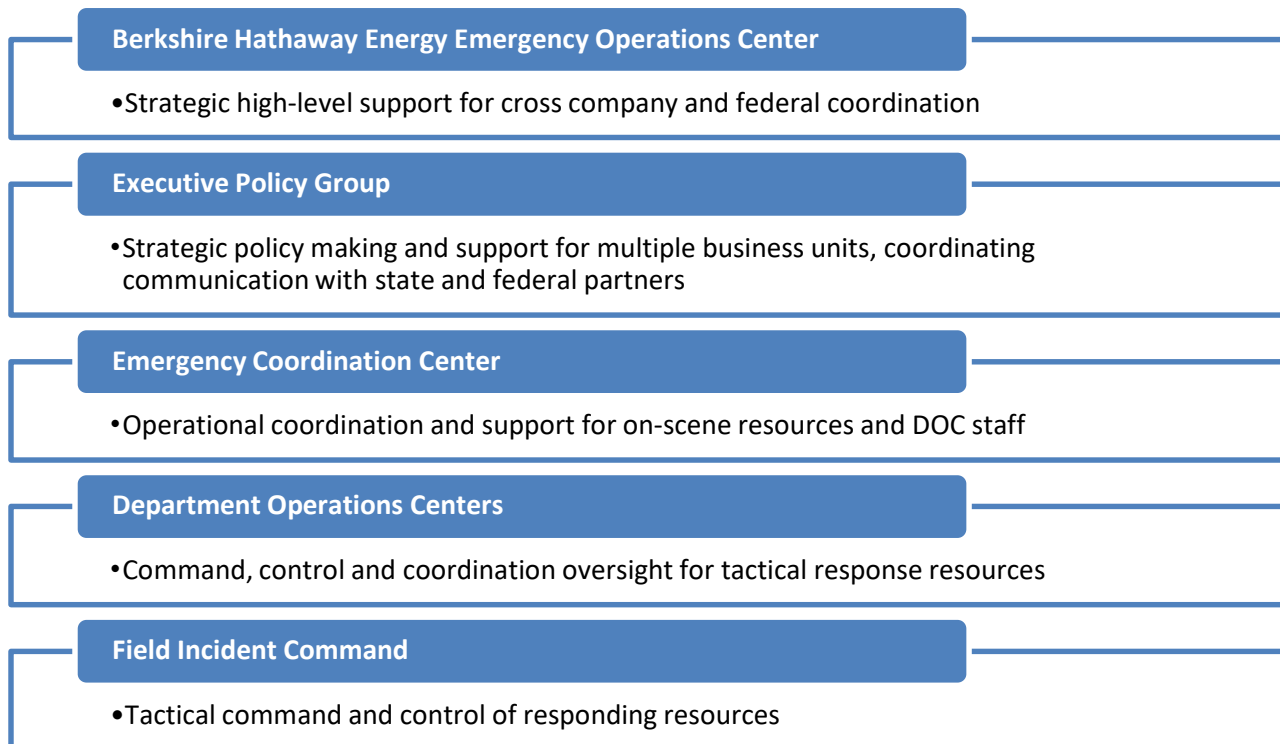 Berkshire Hathaway Energy Emergency Operations Center
•Strategic high-level support for cross company and federal coordination
Executive Policy Group
•Strategic policy making and support for multiple business units, coordinating
communication with state and federal partners
Emergency Coordination Center
•Operational coordination and support for on-scene resources and DOC staff
Department Operations Centers
•Command, control and coordination oversight for tactical response resources
Field Incident Command
•Tactical command and control of responding resources